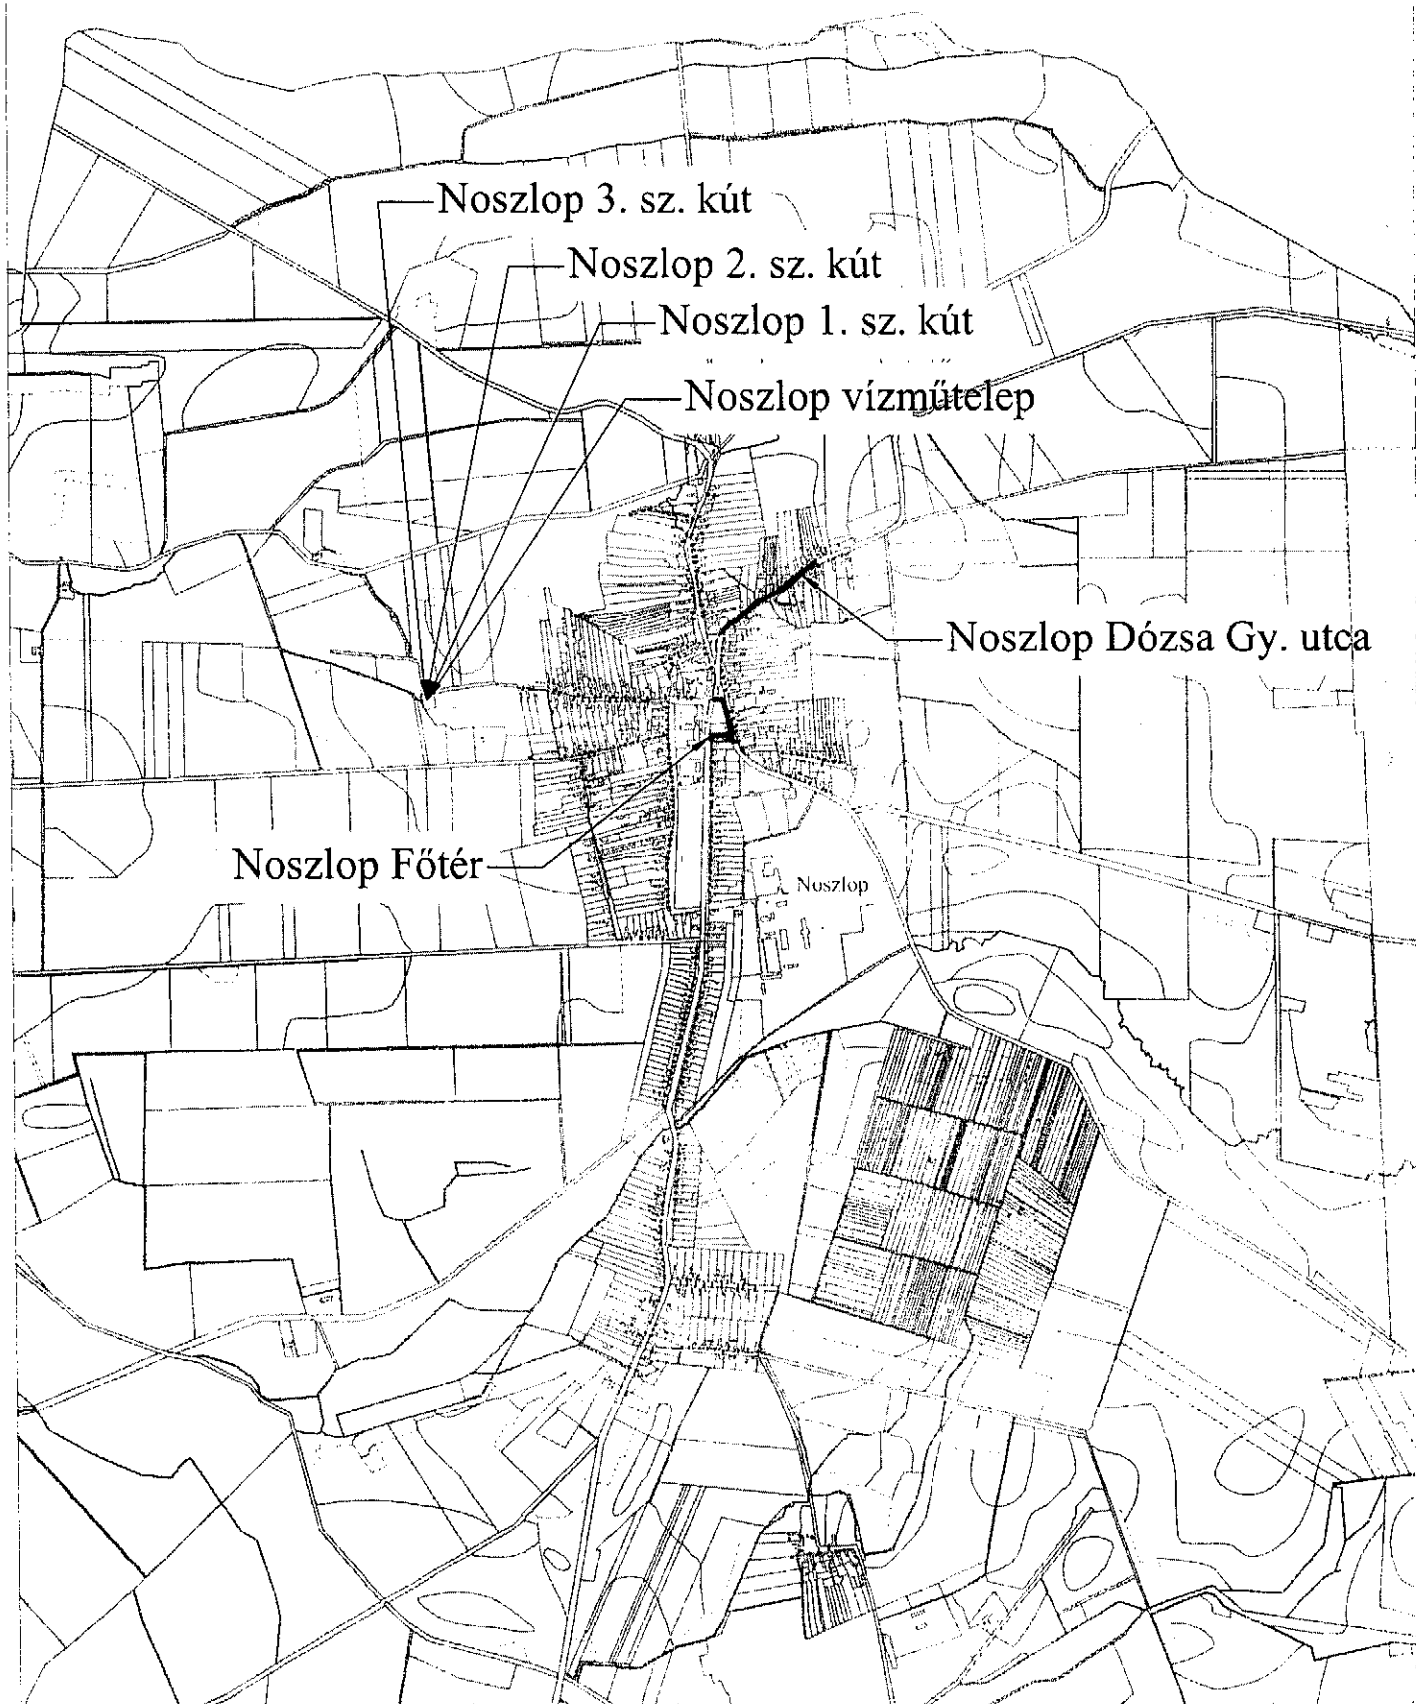 Noszlop 3. sz. kút
Noszlop 2. sz. kút
Noszlop 1. sz. kút
Noszlop vízműtelep
Noszlop Dózsa Gy. utca
Noszlop Főtér
Noszlop